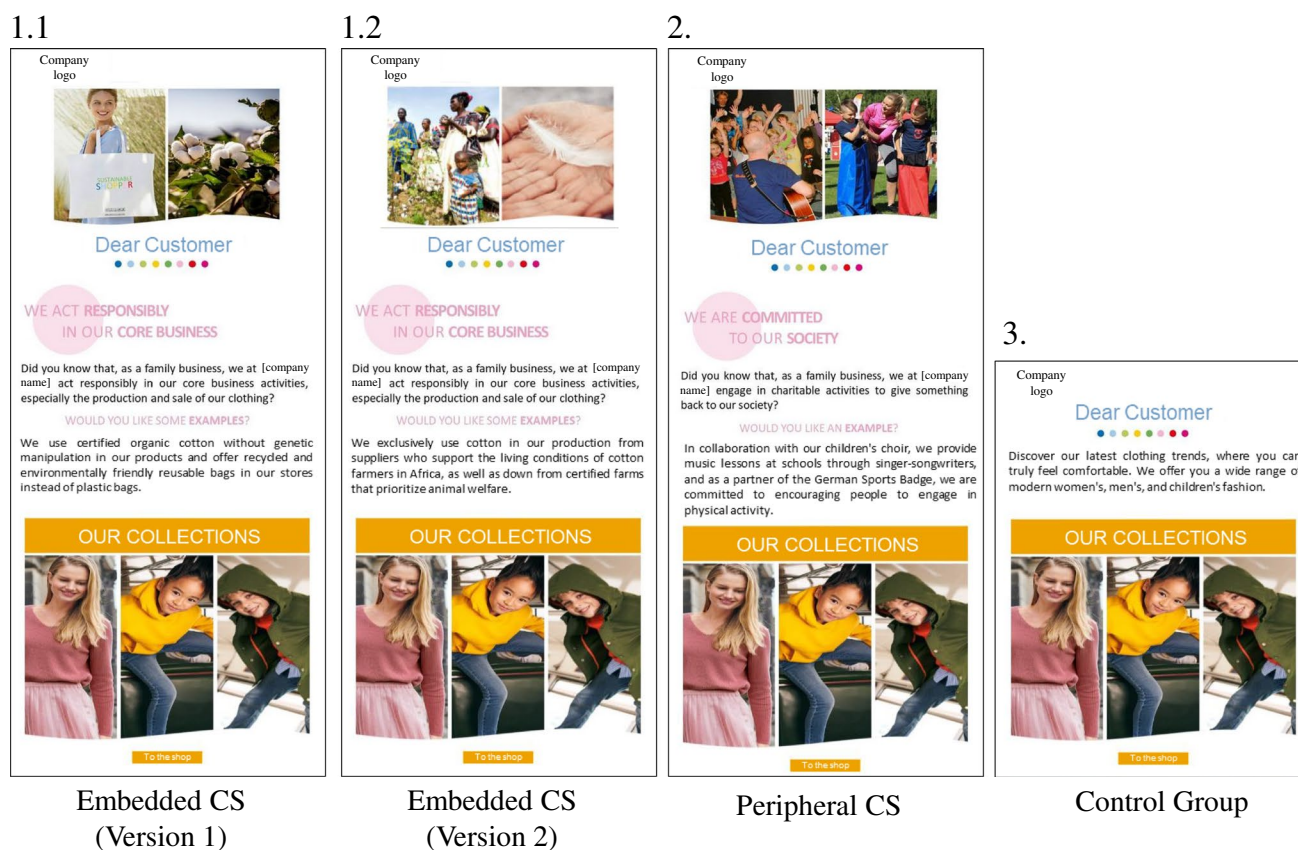 1.1
Company
logo
SUSTAINABLE
SHOPPER
Dear Customer
WE ACT RESPONSIBLY
IN OUR CORE BUSINESS
Did you know that, as a family business, we at [company
name] act responsibly in our core business activities,
especially the production and sale of our clothing?
WOULD YOU LIKE SOME EXAMPLES?
We use certified organic cotton without genetic
manipulation in our products and offer recycled and
environmentally friendly reusable bags in our stores
instead of plastic bags.
OUR COLLECTIONS
To the shop
Embedded CS
(Version 1)
1.2
Company
logo
Dear Customer
WE ACT RESPONSIBLY
IN OUR CORE BUSINESS
Did you know that, as a family business, we at [company
name] act responsibly in our core business activities,
especially the production and sale of our clothing?
WOULD YOU LIKE SOME EXAMPLES?
We exclusively use cotton in our production from
suppliers who support the living conditions of cotton
farmers in Africa, as well as down from certified farms
that prioritize animal welfare.
OUR COLLECTIONS
To the shop
Embedded CS
(Version 2)
2.
Company
logo
Dear Customer
WE ARE COMMITTED
TO OUR SOCIETY
Did you know that, as a family business, we at [company
name] engage in charitable activities to give something
back to our society?
WOULD YOU LIKE AN EXAMPLE?
In collaboration with our children's choir, we provide
music lessons at schools through singer-songwriters,
and as a partner of the German Sports Badge, we are
committed to encouraging people to engage in
physical activity.
OUR COLLECTIONS
To the shop
Peripheral CS
3.
Company
logo
Dear Customer
Discover our latest clothing trends, where you can
truly feel comfortable. We offer you a wide range of
modern women's, men's, and children's fashion.
OUR COLLECTIONS
To the shop
Control Group